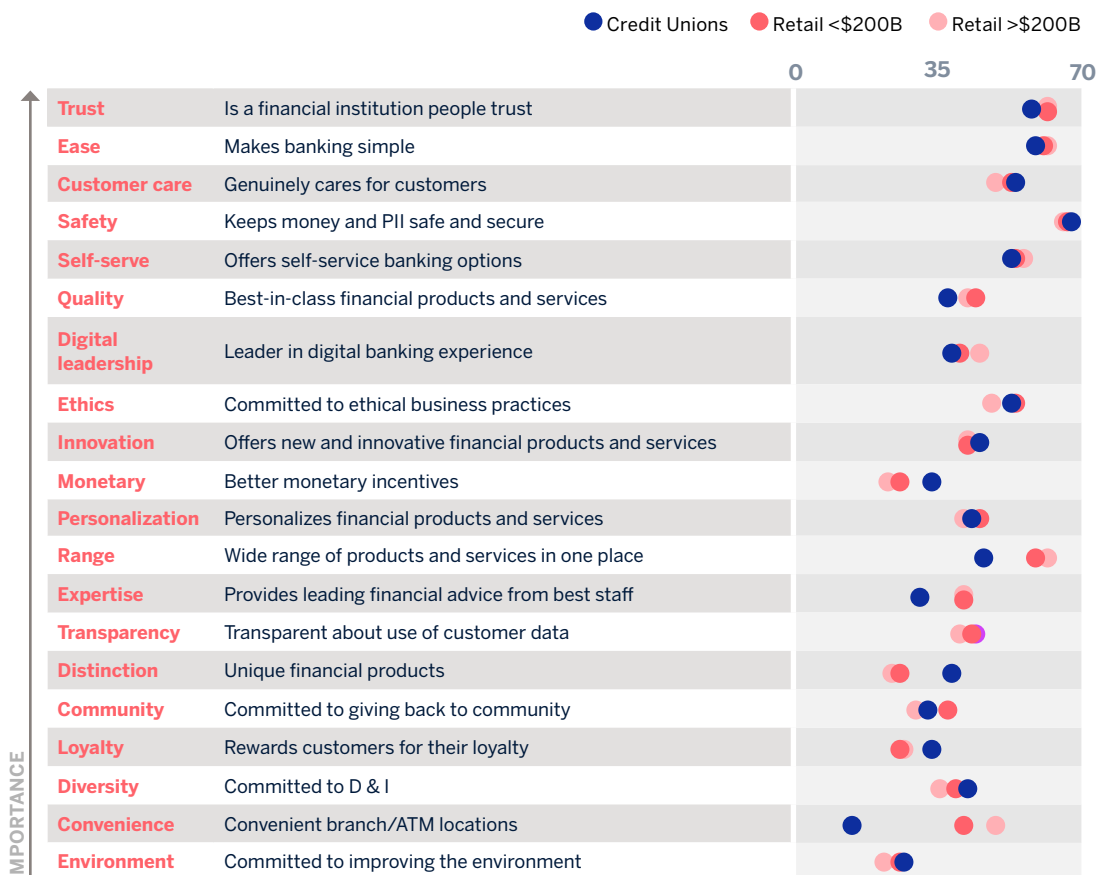 Credit Unions Retail <$200B Retail >$200B
0 35 70
Trust Is a financial institution people trust
Ease Makes banking simple
Customer care Genuinely cares for customers
Safety Keeps money and PII safe and secure
Self-serve Offers self-service banking options
Quality Best-in-class financial products and services
Digital
leadership Leader in digital banking experience
Ethics Committed to ethical business practices
Innovation Offers new and innovative financial products and services
Monetary Better monetary incentives
Personalization Personalizes financial products and services
Range Wide range of products and services in one place
Expertise Provides leading financial advice from best staff
Transparency Transparent about use of customer data
Distinction Unique financial products
Community Committed to giving back to community
Loyalty Rewards customers for their loyalty
Diversity Committed to D & I
Convenience Convenient branch/ATM locations
Environment Committed to improving the environment
MPORTANCE